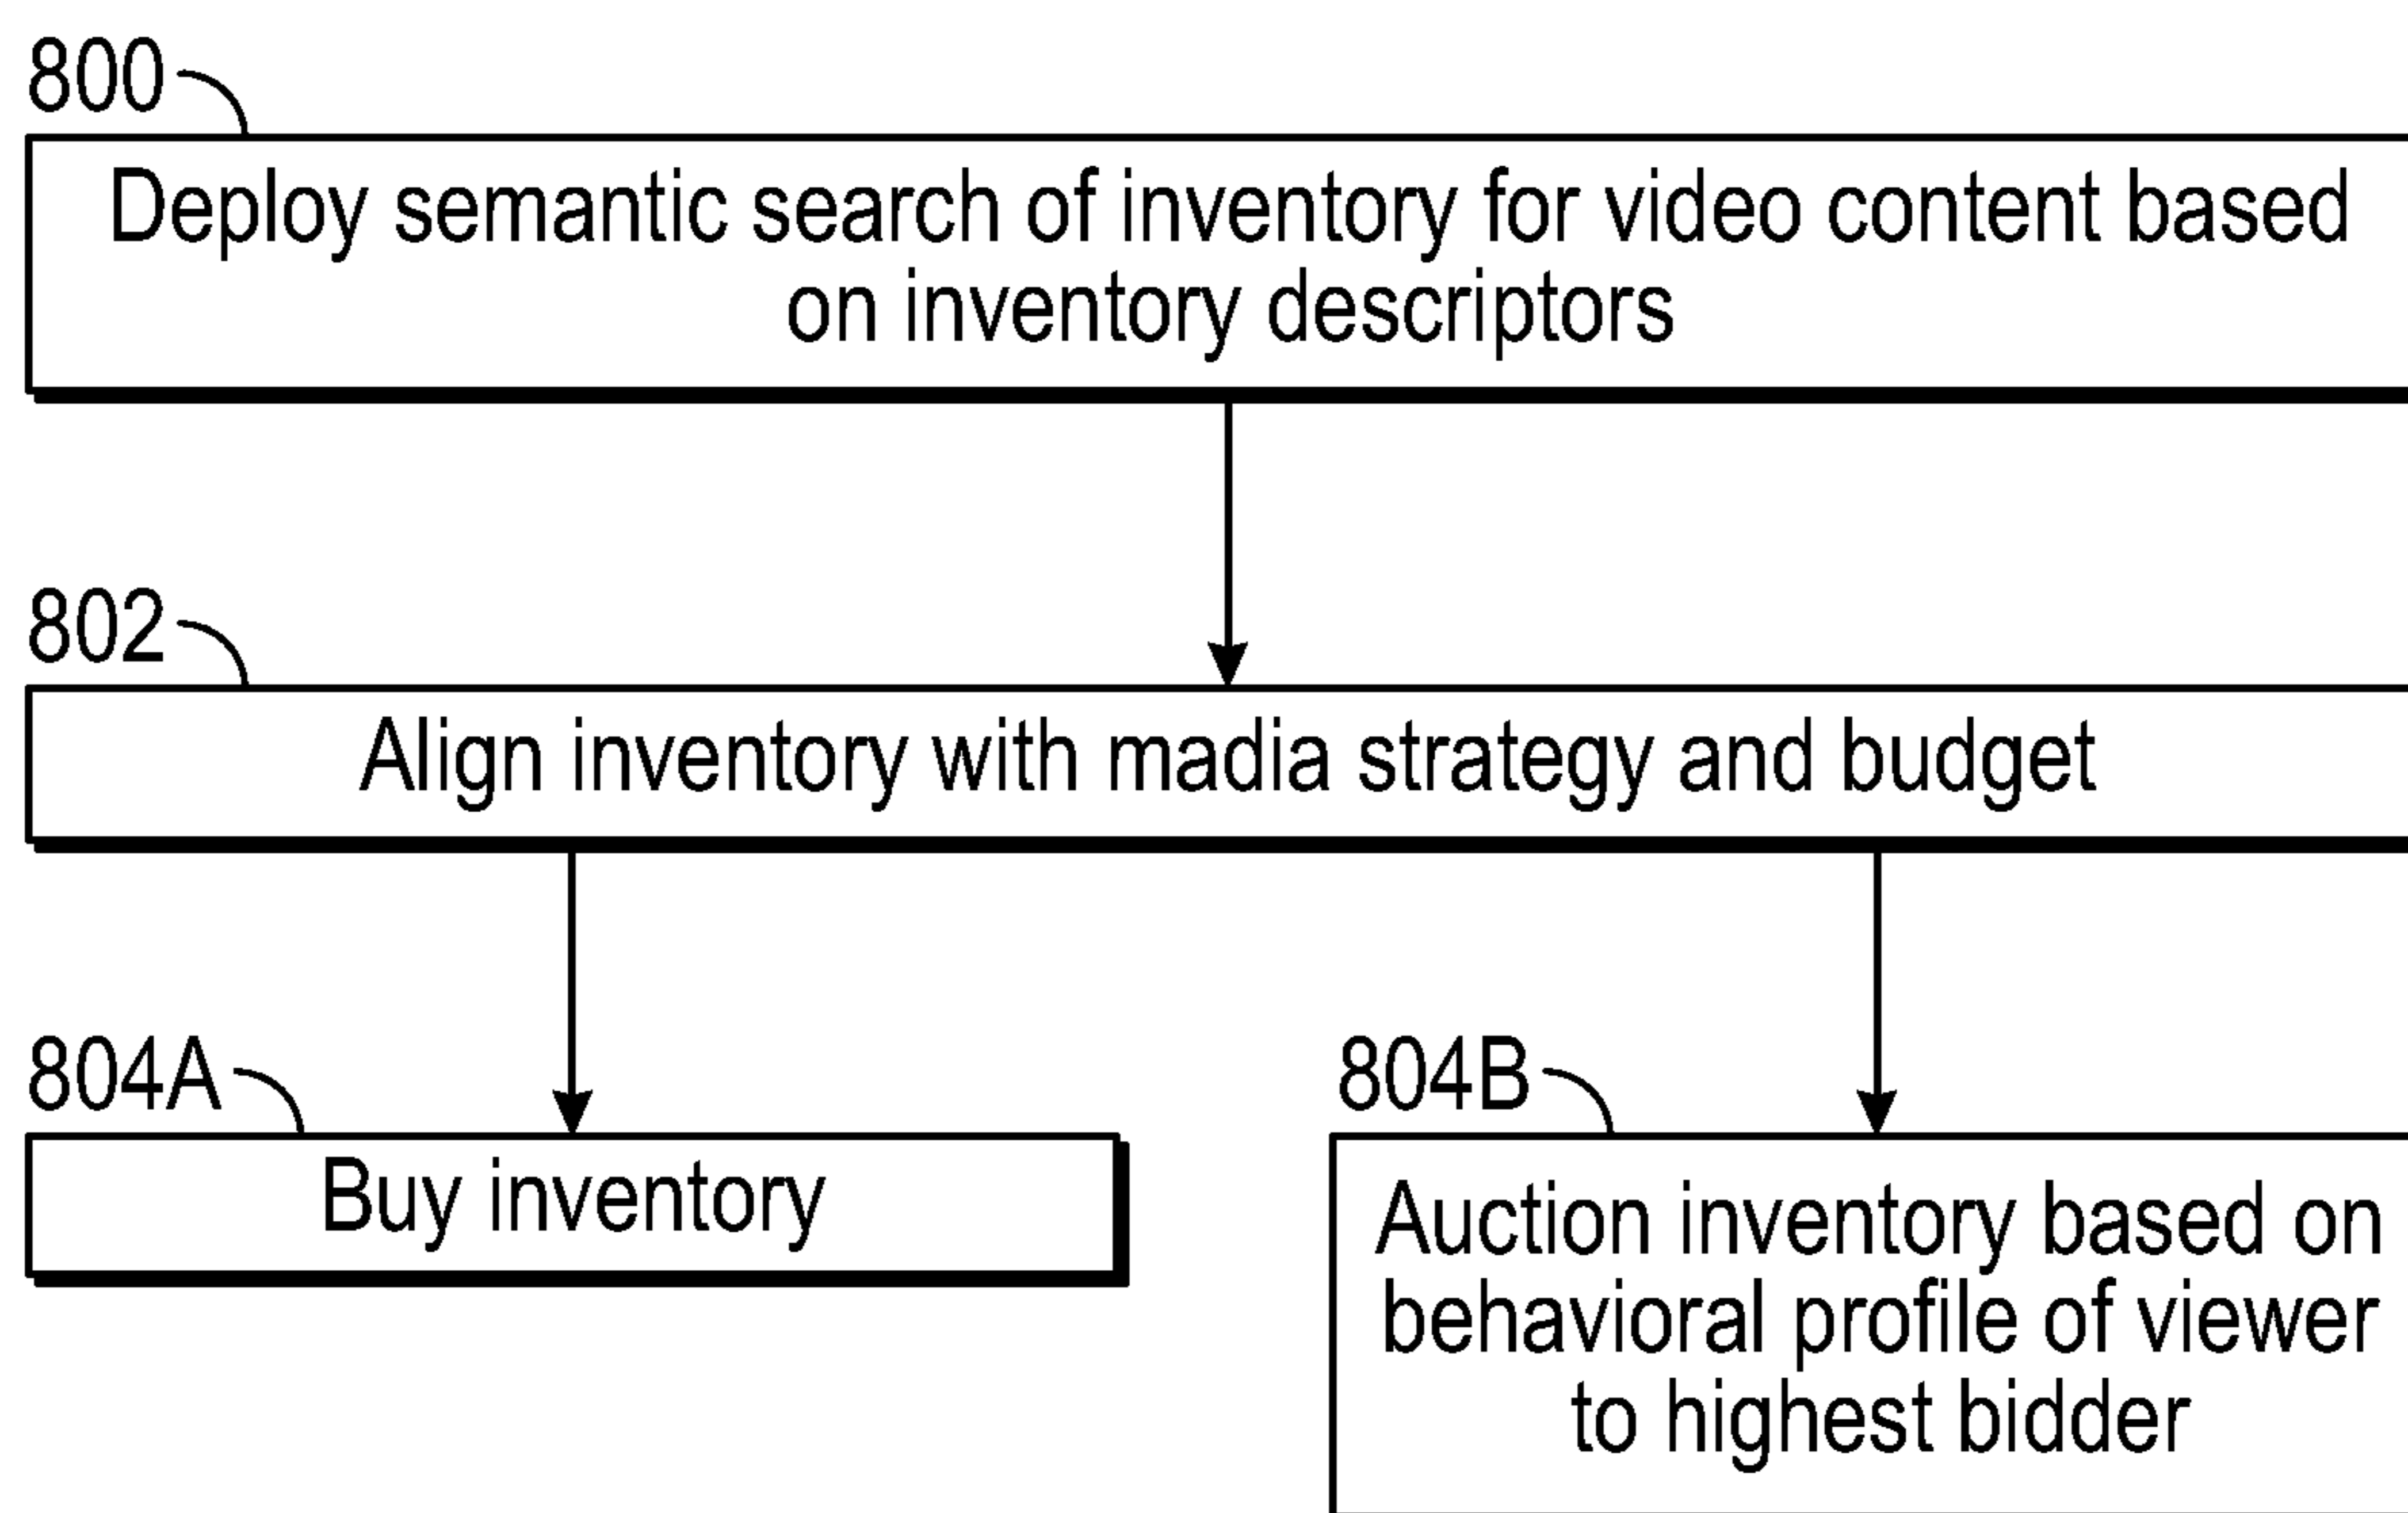 800
Deploy semantic search of inventory for video content based
on inventory descriptors
802
Align inventory with madia strategy and budget
804A
Buy inventory
804B
Auction inventory based on
behavioral profile of viewer
to highest bidder